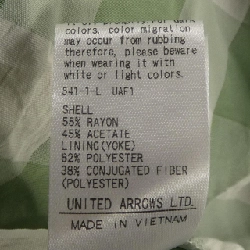 colors, color migration
may occur from rubbing
therefore, please beware
when wearing it with
white or light colors.
541-1-L UAF1
SHELL
55% RAYON
45% ACETATE
LINING(YOKE)
62% POLYESTER
38% CONJUGATED FIBER
(POLYESTER)
UNITED ARROWS LTD.
MADE IN VIETNAM